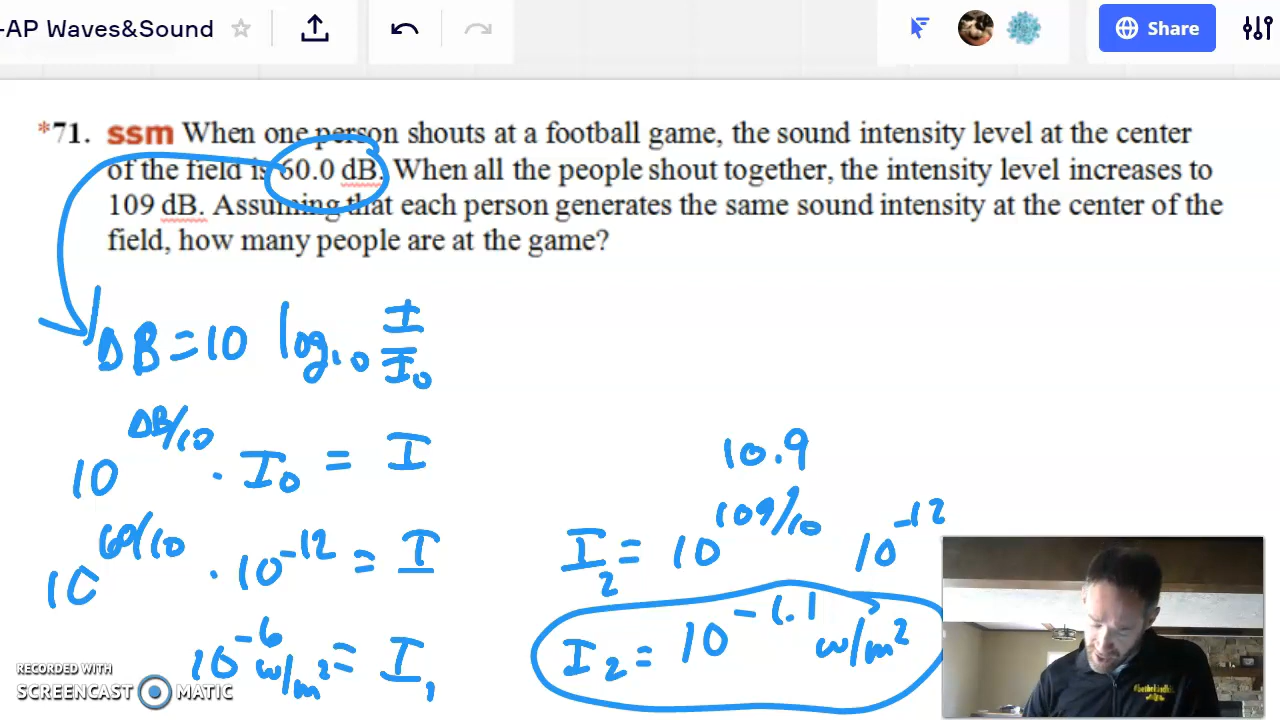 -AP Waves&Sound
Share
*71. ssm When one person shouts at a football game, the sound intensity level at the center
of the field is 60.0 dB. When all the people shout together, the intensity level increases to
109 dB. Assuming that each person generates the same sound intensity at the center of the
field, how many people are at the game?
ΔB = 10 log₁₀ I/I₀
10^(ΔB/10) · I₀ = I
10^(60/10) · 10^-12 = I
10^-6 w/m² = I₁
10.9
I₂ = 10^(109/10) 10^-12
I₂ = 10^-1.1 w/m²
RECORDED WITH
SCREENCAST MATIC